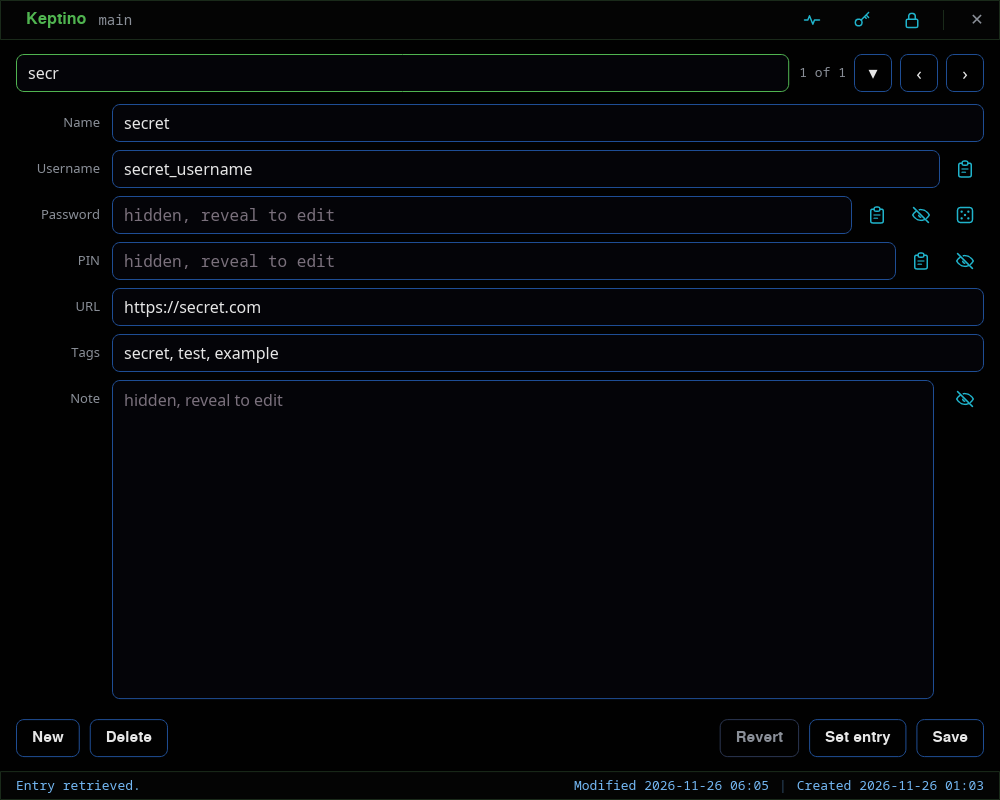 Keptino main
secr 1 of 1
Name secret
Username secret_username
Password hidden, reveal to edit
PIN hidden, reveal to edit
URL https://secret.com
Tags secret, test, example
Note hidden, reveal to edit
New Delete Revert Set entry Save
Entry retrieved. Modified 2026-11-26 06:05 | Created 2026-11-26 01:03